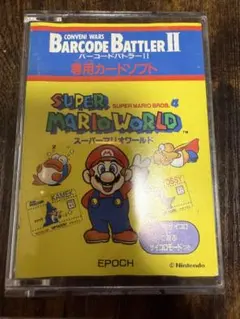 CONVENI WARS
BARCODE BATTLER II
バーコードバトラーII
専用カードソフト
SUPER
SUPER MARIO BROS. 4
MARIO WORLD
スーパーマリオワールド
EPOCH
© Nintendo